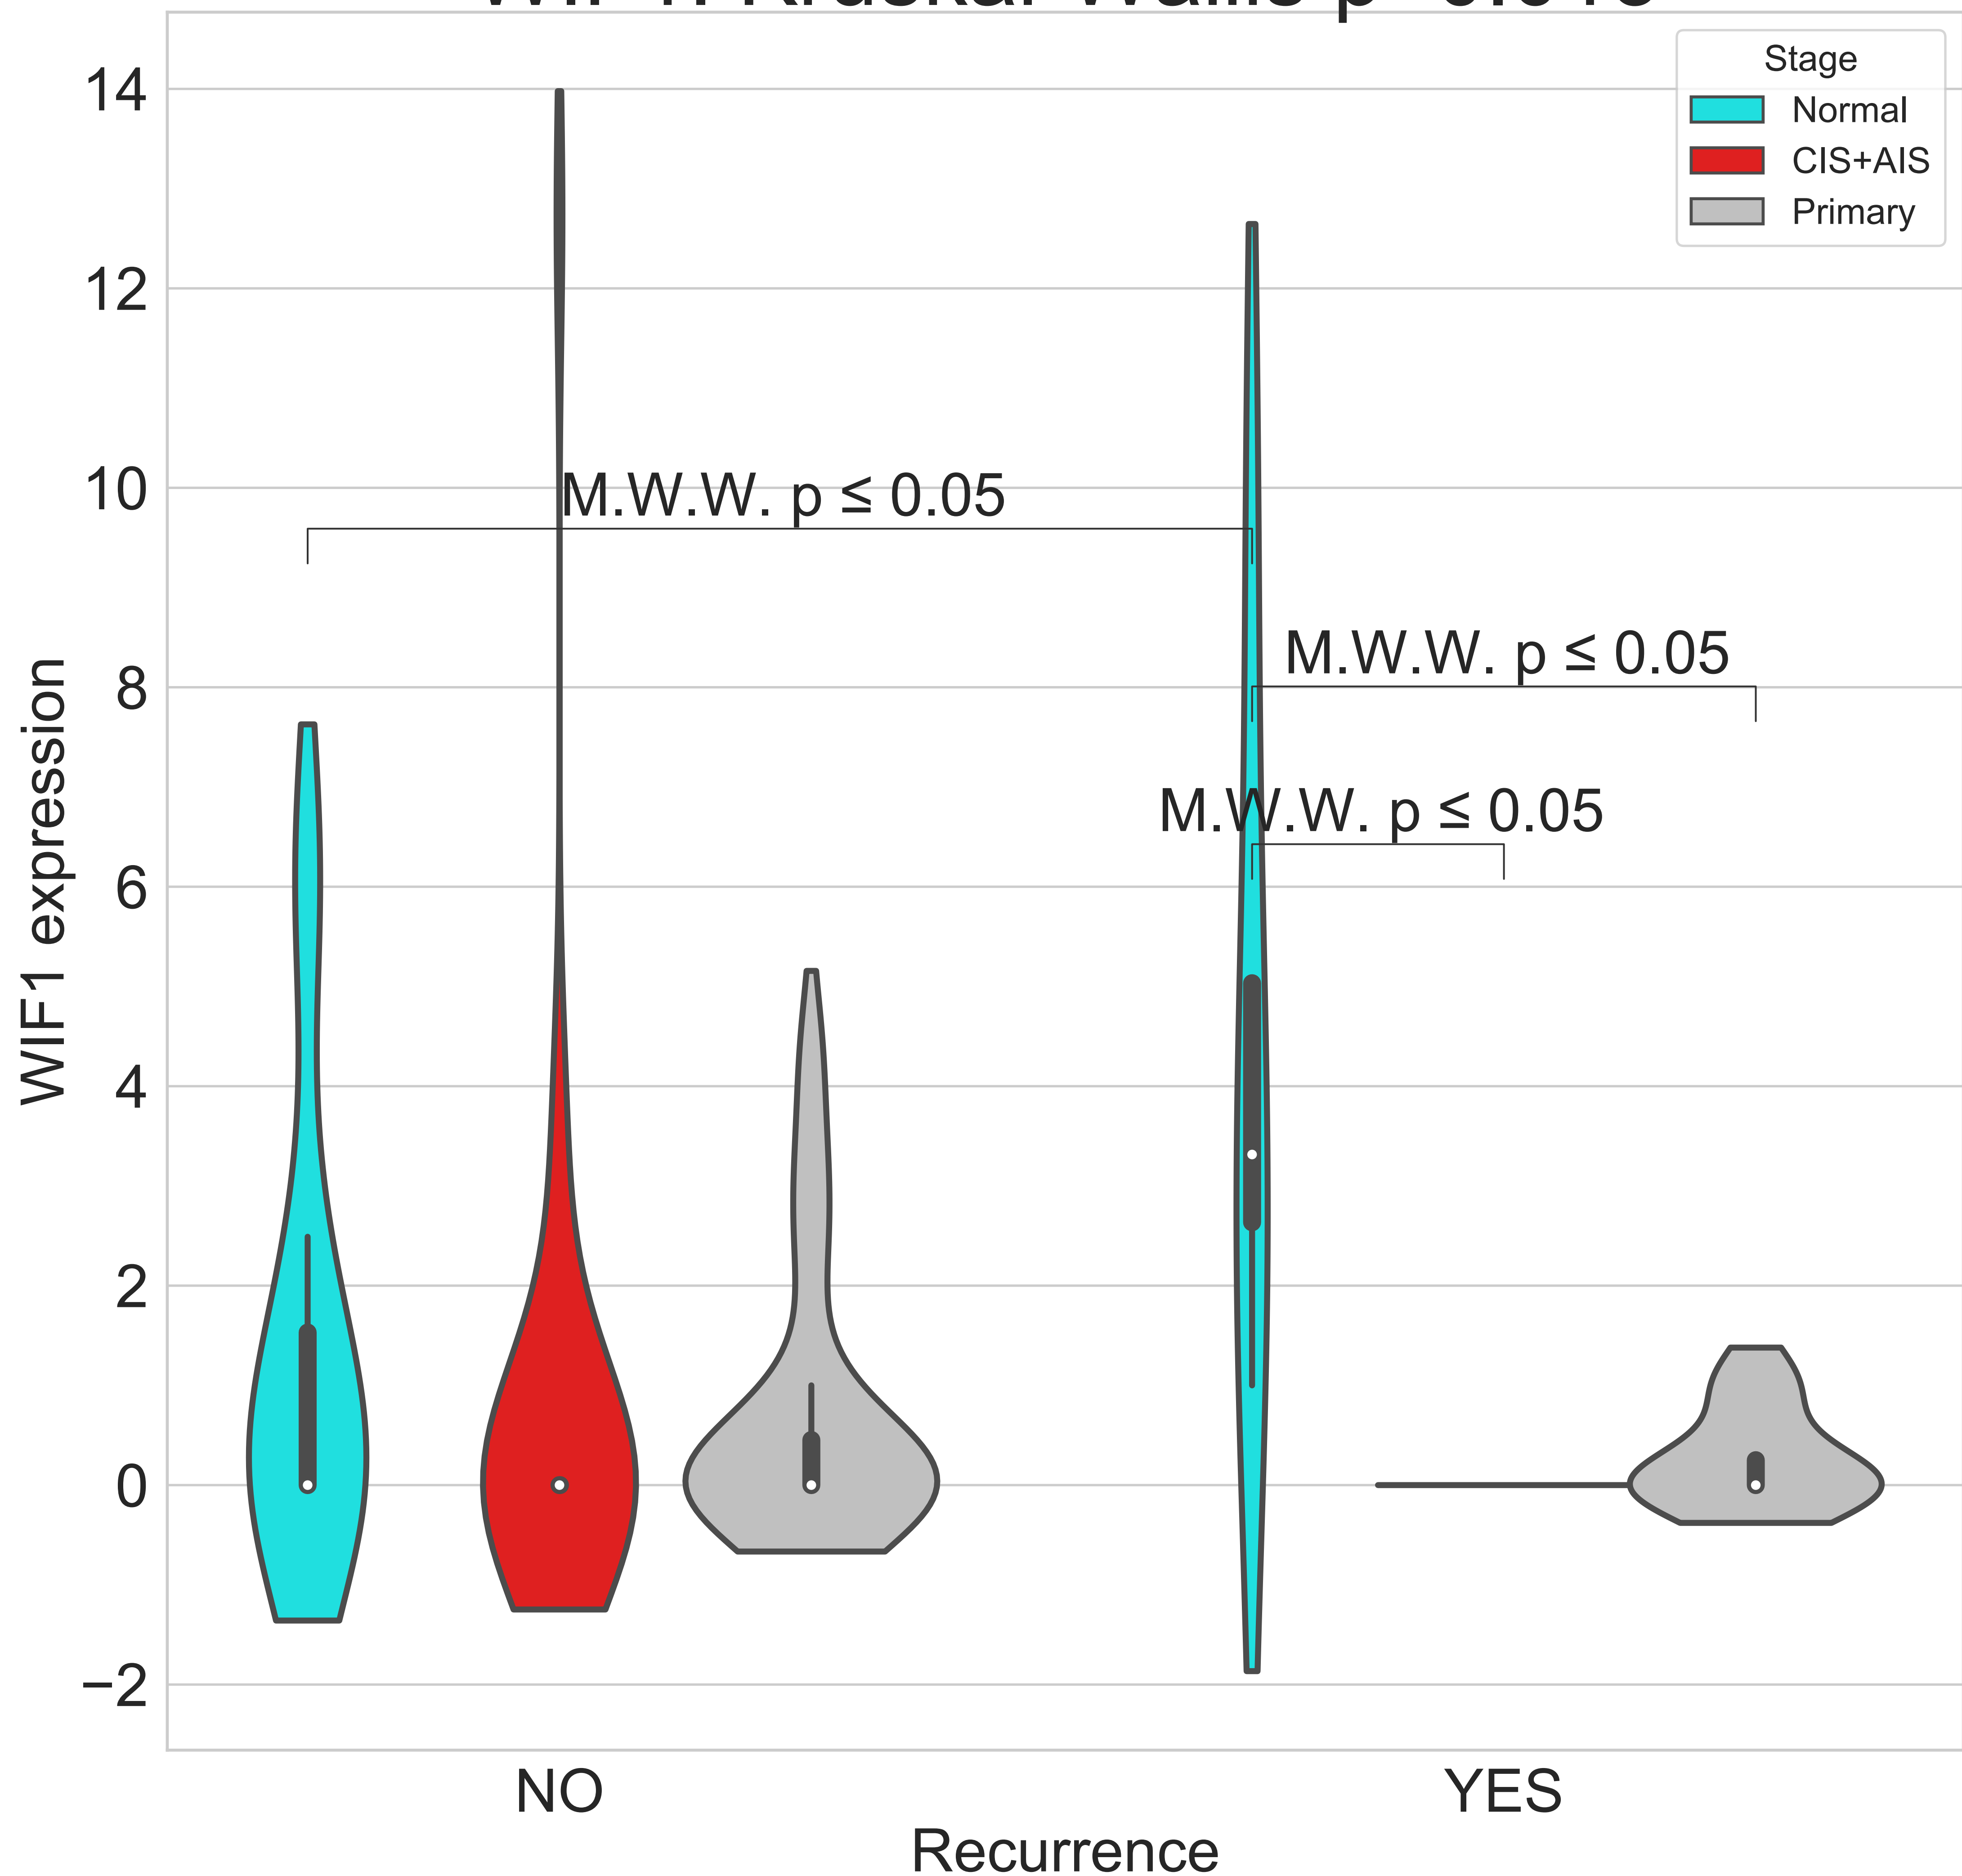 Stage
Normal
CIS+AIS
Primary
14
12
10
8
6
4
2
0
−2
WIF1 expression
M.W.W. p ≤ 0.05
M.W.W. p ≤ 0.05
M.W.W. p ≤ 0.05
NO
YES
Recurrence